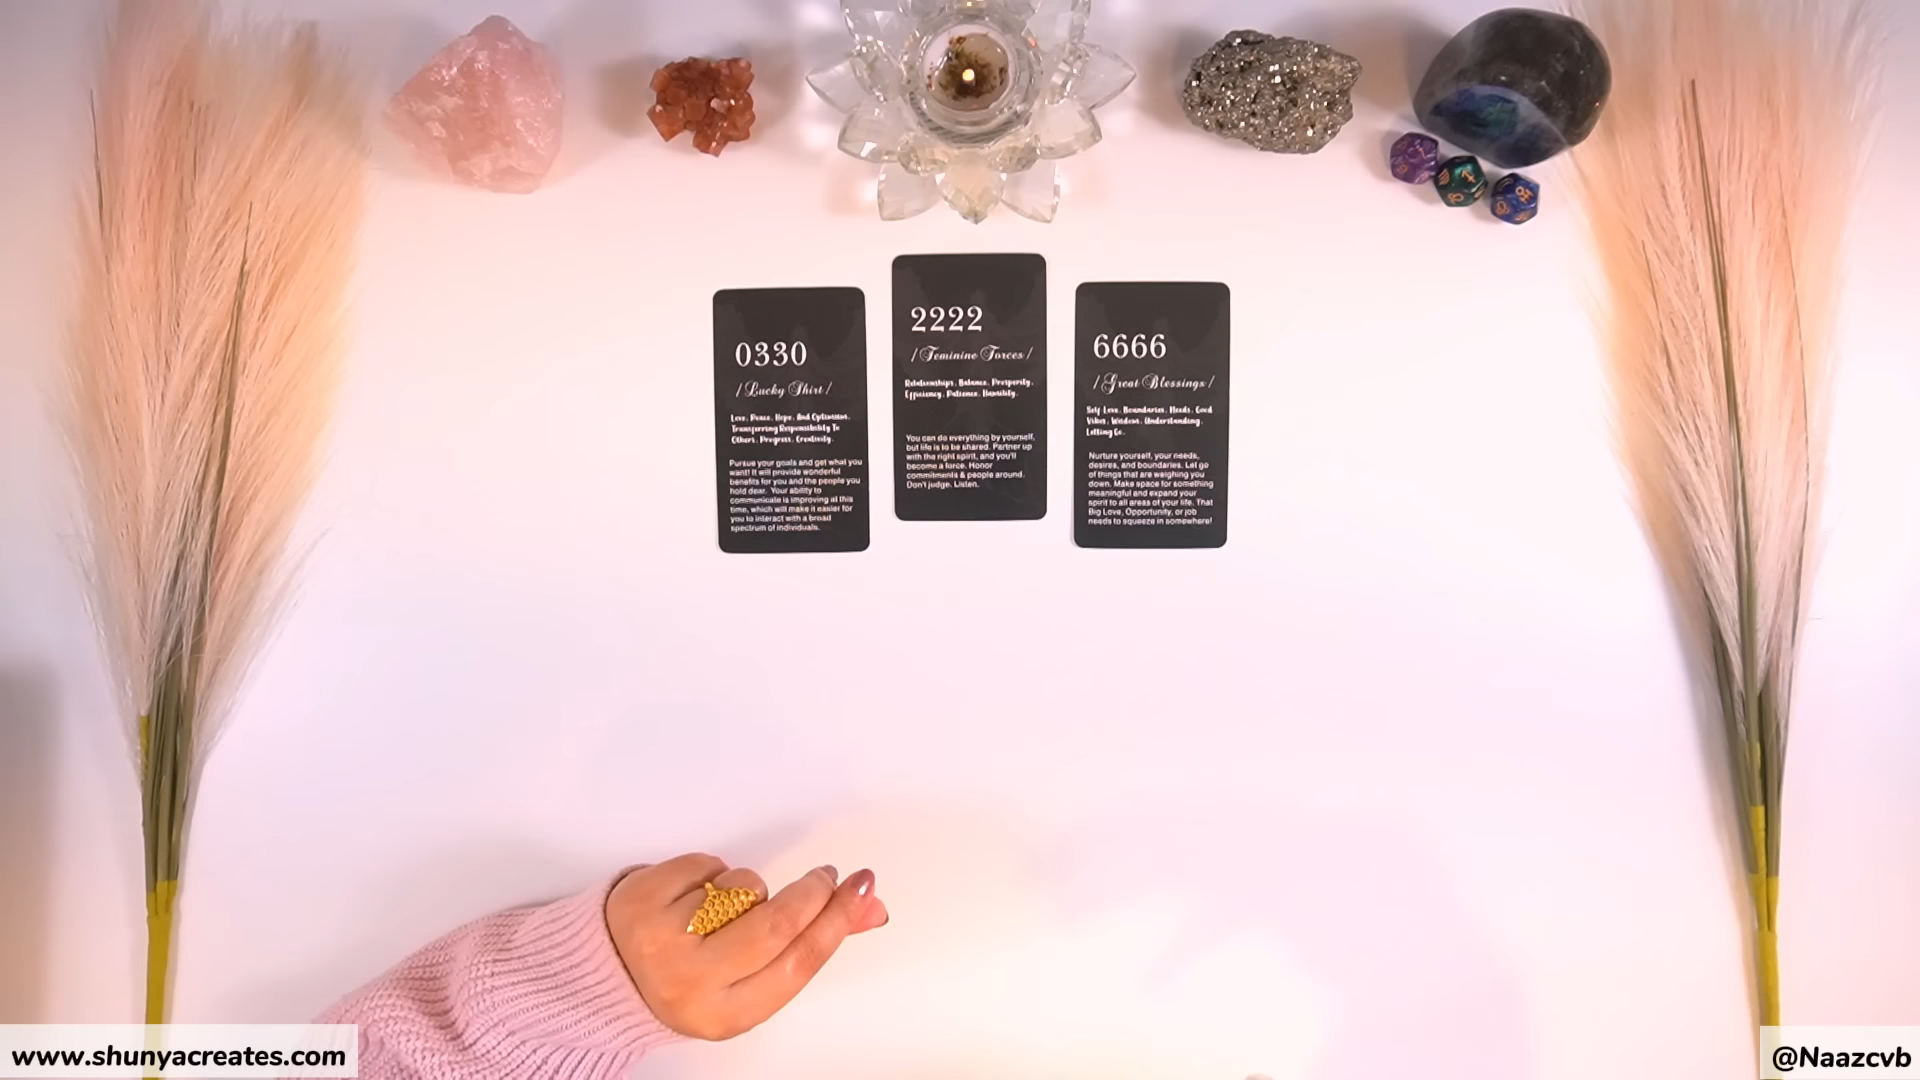 0330
/Lucky Shirt/
Love, Peace, Hope, And Optimism,
Transferring Responsibility To
Others, Progress, Creativity.
Pursue your goals and get what you
want! It will provide wonderful
benefits for you and the people you
hold dear. Your ability to
communicate is improving at this
time, which will make it easier for
you to interact with a broad
spectrum of individuals.
2222
/Feminine Forces/
Relationships, Balance, Prosperity,
Efficiency, Patience, Humility.
You can do everything by yourself,
but life is to be shared. Partner up
with the right spirit, and you'll
become a force. Honor
commitments & people around.
Don't judge. Listen.
6666
/Great Blessings/
Self Love, Boundaries, Needs, Good
Vibes, Wisdom, Understanding,
Letting Go.
Nurture yourself, your needs,
desires, and boundaries. Let go
of things that are weighing you
down. Make space for something
meaningful and expand your
spirit to all areas of your life. That
Big Love, Opportunity, or job
needs to squeeze in somewhere!
www.shunyacreates.com
@Naazcvb